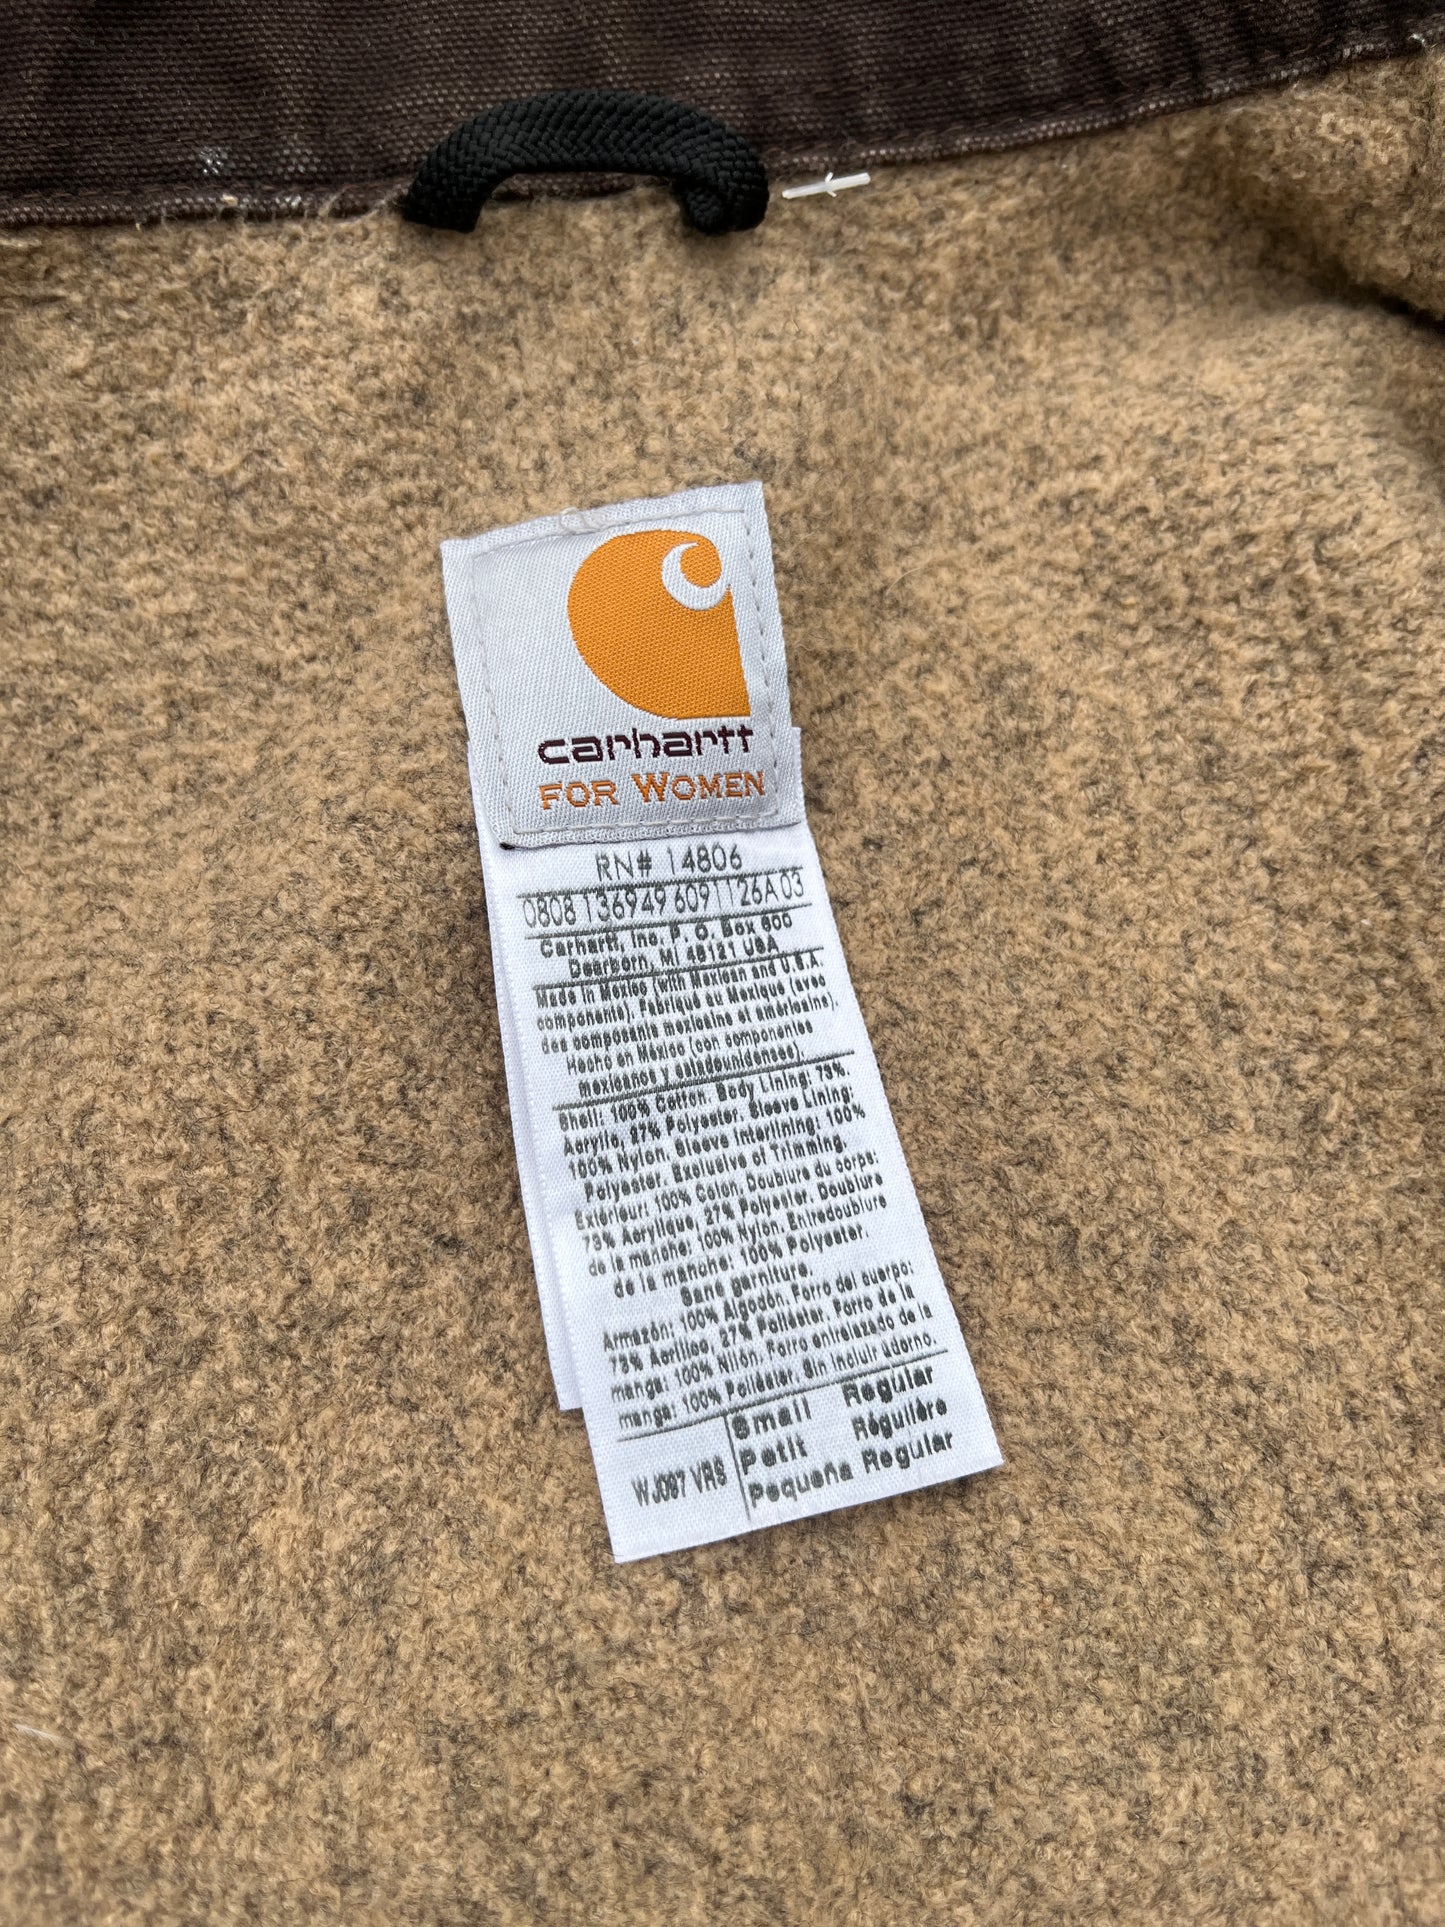 carhartt
FOR WOMEN
RN# 14806
0808 136949 6091126A03
Carhartt, Inc. P. O. Box 600
Dearborn, MI 48121 USA
Made in Mexico (with Mexican and U.S.A.
components), Fabriqué au Mexiqué (avec
des composants mexicains et américains).
Hecho en México (con componentes
mexicanos y estadounidenses).
Shell: 100% Cotton. Body Lining: 73%
Acrylic, 27% Polyester. Sleeve Lining:
100% Nylon. Sleeve Interlining: 100%
Polyester. Exclusive of Trimming.
Extérieur: 100% Coton. Doublure du corps:
73% Acrylique, 27% Polyester. Doublure
de la manche: 100% Nylon. Entredoublure
de la manche: 100% Polyester.
Sans garniture.
Armazón: 100% Algodón. Forro del cuerpo:
73% Acrílico, 27% Poliéster. Forro de la
manga: 100% Nilón. Forro entrelazado de la
manga: 100% Poliéster. Sin incluir adorno.
WJ097 VRS
Small Regular
Petit Régulière
Pequeña Regular